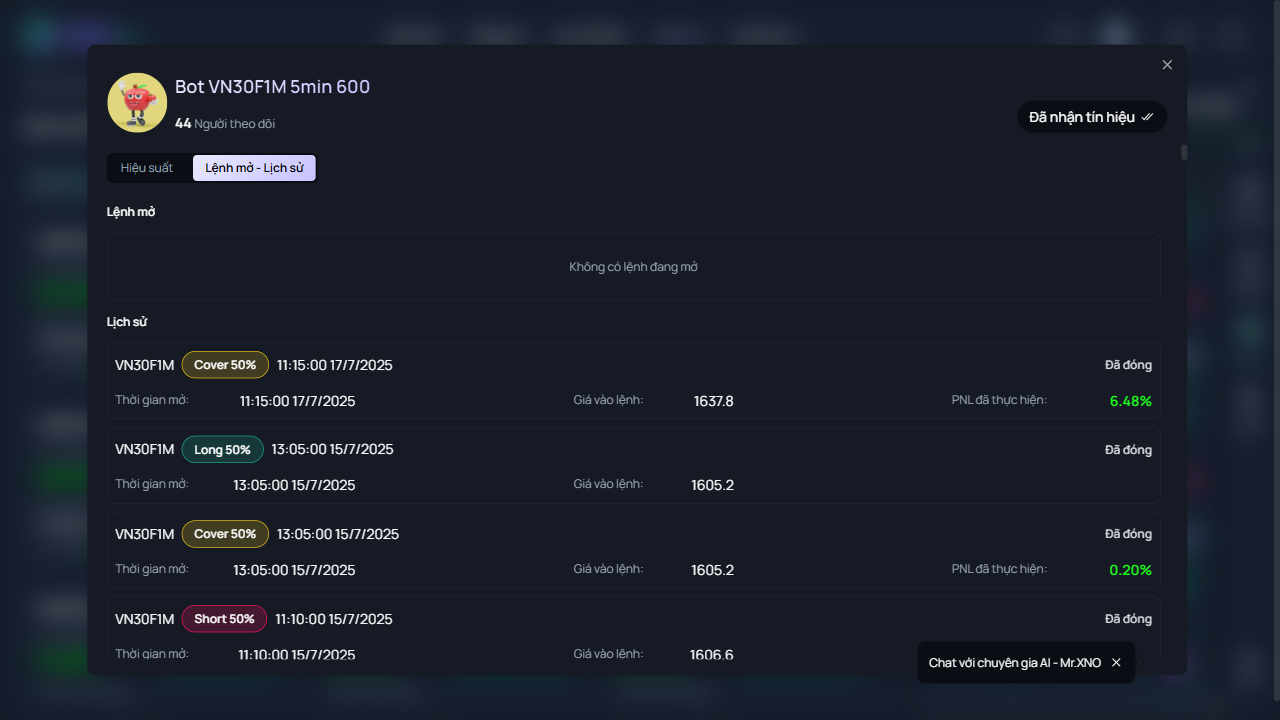 Bot VN30F1M 5min 600
44 Người theo dõi
Đã nhận tín hiệu
Hiệu suất
Lệnh mở - Lịch sử
Lệnh mở
Không có lệnh đang mở
Lịch sử
VN30F1M Cover 50% 11:15:00 17/7/2025 Đã đóng
Thời gian mở: 11:15:00 17/7/2025 Giá vào lệnh: 1637.8 PNL đã thực hiện: 6.48%
VN30F1M Long 50% 13:05:00 15/7/2025 Đã đóng
Thời gian mở: 13:05:00 15/7/2025 Giá vào lệnh: 1605.2
VN30F1M Cover 50% 13:05:00 15/7/2025 Đã đóng
Thời gian mở: 13:05:00 15/7/2025 Giá vào lệnh: 1605.2 PNL đã thực hiện: 0.20%
VN30F1M Short 50% 11:10:00 15/7/2025 Đã đóng
Thời gian mở: 11:10:00 15/7/2025 Giá vào lệnh: 1606.6
Chat với chuyên gia AI - Mr.XNO